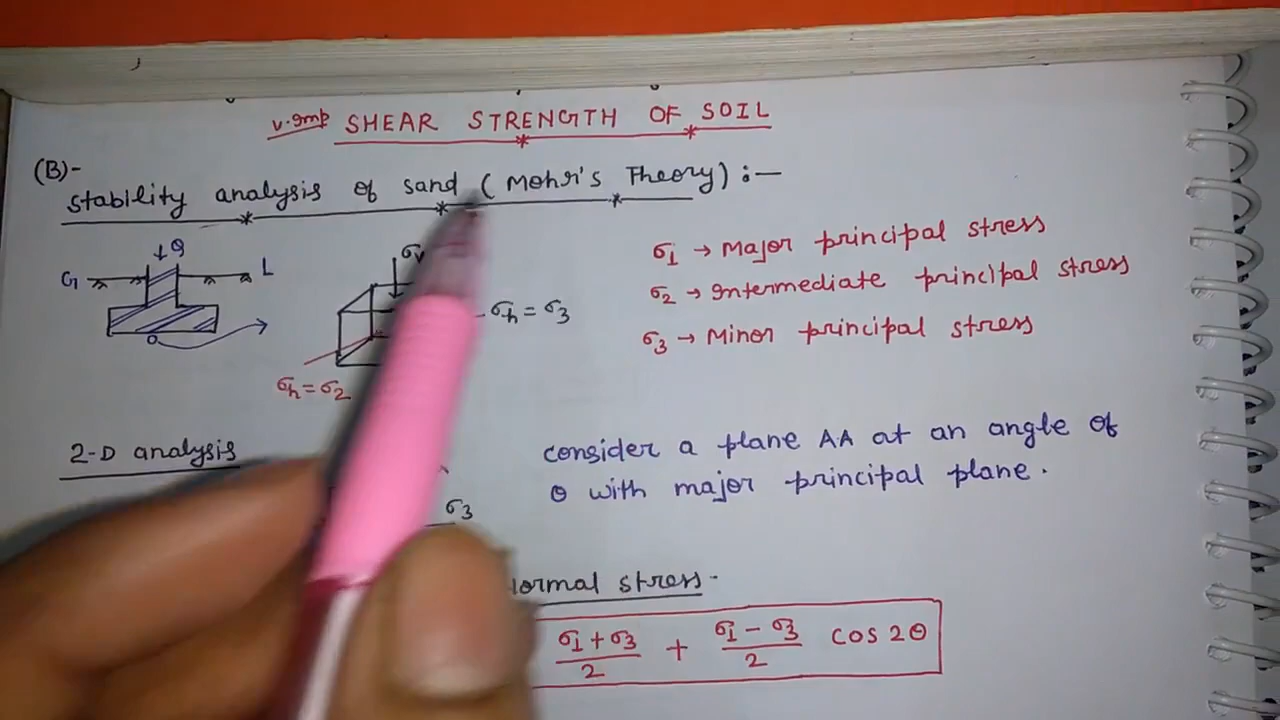 v.Imp SHEAR STRENGTH OF SOIL
(B)-
stability analysis of sand (Mohr's Theory) :-
Q
G L
σv
σh = σ3
σh = σ2
σ1 → Major principal stress
σ2 → Intermediate principal stress
σ3 → Minor principal stress
2-D analysis
consider a plane AA at an angle of
θ with major principal plane.
σ3
Normal stress.
σ1 + σ3 / 2 + σ1 - σ3 / 2 cos 2θ